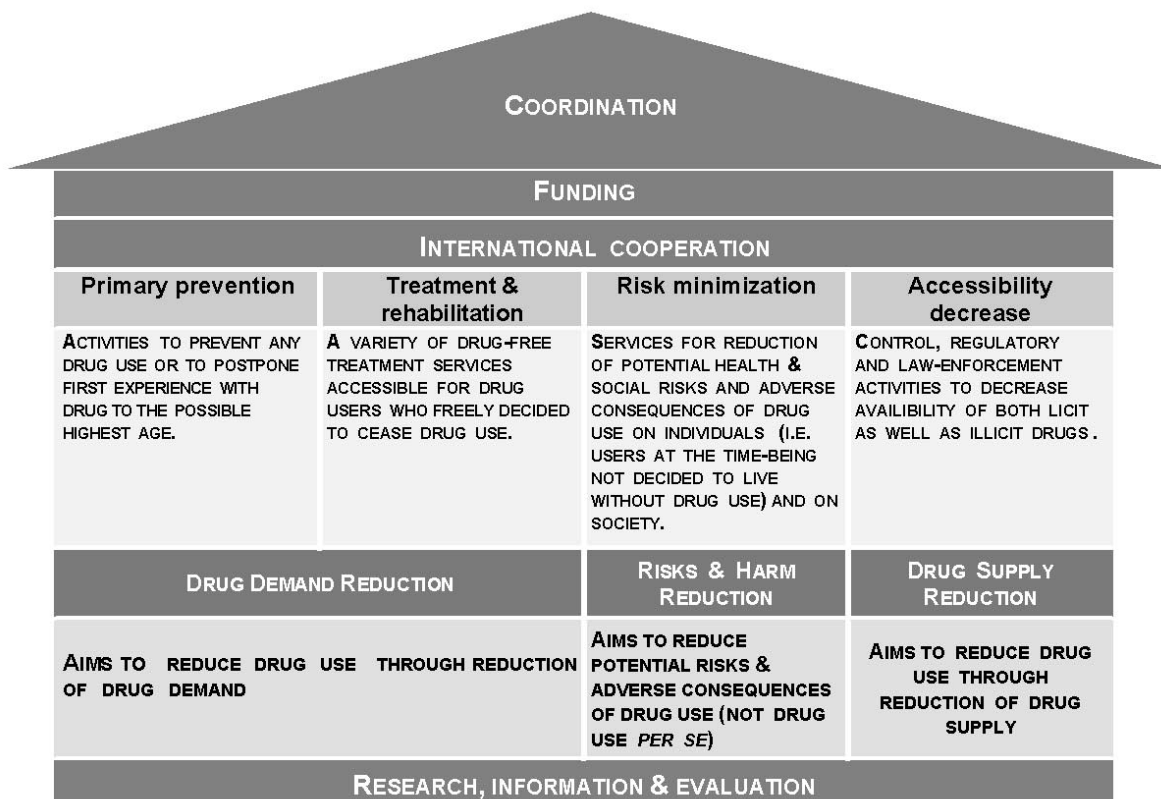 COORDINATION
FUNDING
INTERNATIONAL COOPERATION
Primary prevention
Treatment &
rehabilitation
Risk minimization
Accessibility
decrease
ACTIVITIES TO PREVENT ANY
DRUG USE OR TO POSTPONE
FIRST EXPERIENCE WITH
DRUG TO THE POSSIBLE
HIGHEST AGE.
A VARIETY OF DRUG-FREE
TREATMENT SERVICES
ACCESSIBLE FOR DRUG
USERS WHO FREELY DECIDED
TO CEASE DRUG USE.
SERVICES FOR REDUCTION
OF POTENTIAL HEALTH &
SOCIAL RISKS AND ADVERSE
CONSEQUENCES OF DRUG
USE ON INDIVIDUALS (I.E.
USERS AT THE TIME-BEING
NOT DECIDED TO LIVE
WITHOUT DRUG USE) AND ON
SOCIETY.
CONTROL, REGULATORY
AND LAW-ENFORCEMENT
ACTIVITIES TO DECREASE
AVAILIBILITY OF BOTH LICIT
AS WELL AS ILLICIT DRUGS.
DRUG DEMAND REDUCTION
RISKS & HARM
REDUCTION
DRUG SUPPLY
REDUCTION
AIMS TO REDUCE DRUG USE THROUGH REDUCTION
OF DRUG DEMAND
AIMS TO REDUCE
POTENTIAL RISKS &
ADVERSE CONSEQUENCES
OF DRUG USE (NOT DRUG
USE PER SE)
AIMS TO REDUCE DRUG
USE THROUGH
REDUCTION OF DRUG
SUPPLY
RESEARCH, INFORMATION & EVALUATION